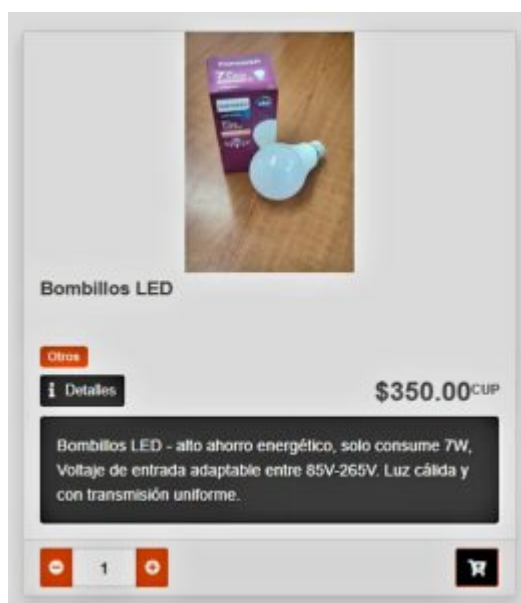 Bombillos LED
Otros
i Detalles
$350.00CUP
Bombillos LED - alto ahorro energético, solo consume 7W,
Voltaje de entrada adaptable entre 85V-265V. Luz cálida y
con transmisión uniforme.
1